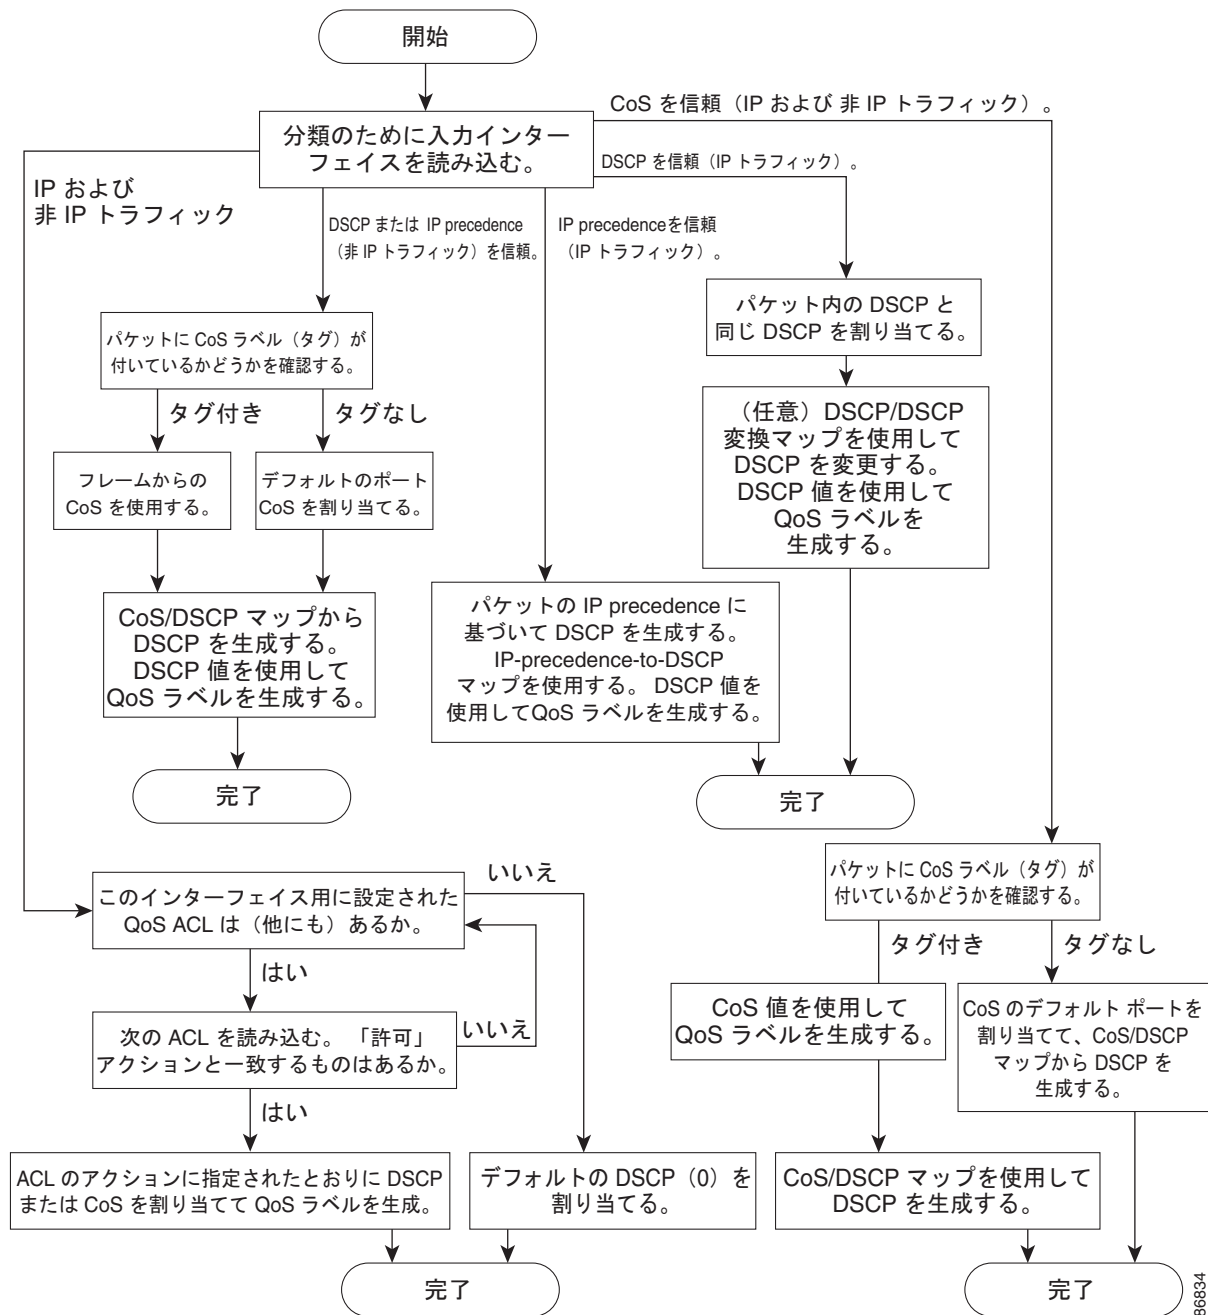 開始
CoS を信頼（IP および 非 IP トラフィック）。
分類のために入力インター
フェイスを読み込む。
DSCP を信頼（IP トラフィック）。
IP および
非 IP トラフィック
DSCP または IP precedence
（非 IP トラフィック）を信頼。
IP precedenceを信頼
（IP トラフィック）。
パケット内の DSCP と
同じ DSCP を割り当てる。
パケットに CoS ラベル（タグ）が
付いているかどうかを確認する。
タグ付き
タグなし
（任意）DSCP/DSCP
変換マップを使用して
DSCP を変更する。
DSCP 値を使用して
QoS ラベルを
生成する。
フレームからの
CoS を使用する。
デフォルトのポート
CoS を割り当てる。
CoS/DSCP マップから
DSCP を生成する。
DSCP 値を使用して
QoS ラベルを生成する。
パケットの IP precedence に
基づいて DSCP を生成する。
IP-precedence-to-DSCP
マップを使用する。 DSCP 値を
使用してQoS ラベルを生成する。
完了
完了
パケットに CoS ラベル（タグ）が
付いているかどうかを確認する。
いいえ
このインターフェイス用に設定された
QoS ACL は（他にも）あるか。
タグ付き
タグなし
はい
CoS 値を使用して
QoS ラベルを生成する。
CoS のデフォルト ポートを
割り当てて、CoS/DSCP
マップから DSCP を
生成する。
次の ACL を読み込む。 「許可」
アクションと一致するものはあるか。
いいえ
はい
ACL のアクションに指定されたとおりに DSCP
または CoS を割り当てて QoS ラベルを生成。
デフォルトの DSCP（0）を
割り当てる。
CoS/DSCP マップを使用して
DSCP を生成する。
完了
完了
86834